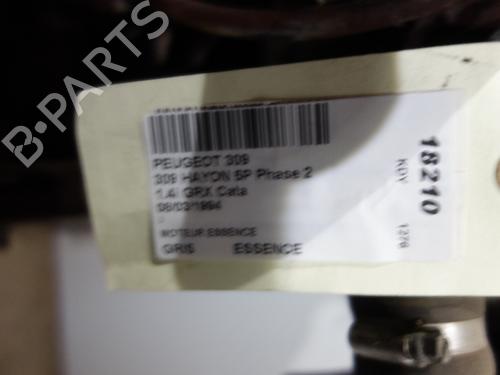 B-PARTS
PEUGEOT 309
309 HAYON 5P Phase 2
1.4i GRX Cata
08/03/1994
-
MOTEUR ESSENCE
GRIS ESSENCE
18210
KDY
1278